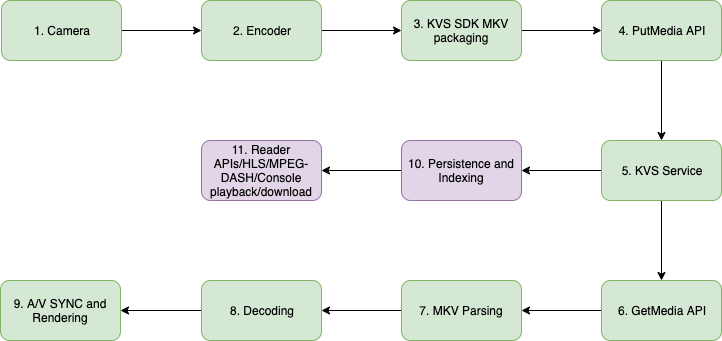 1. Camera
2. Encoder
3. KVS SDK MKV
packaging
4. PutMedia API
11. Reader
APIs/HLS/MPEG-
DASH/Console
playback/download
10. Persistence and
Indexing
5. KVS Service
9. A/V SYNC and
Rendering
8. Decoding
7. MKV Parsing
6. GetMedia API